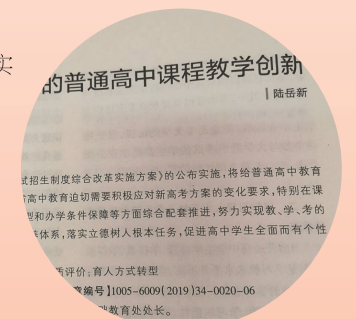 实
的普通高中课程教学创新
陆岳新
式招生制度综合改革实施方案》的公布实施，将给普通高中教育
高中教育迫切需要积极应对新高考方案的变化要求，特别在课
型和办学条件保障等方面综合配套推进，努力实现教、学、考的
体系，落实立德树人根本任务，促进高中学生全面而有个性
质评价；育人方式转型
章编号】1005-6009（2019）34-0020-06
础教育处处长。